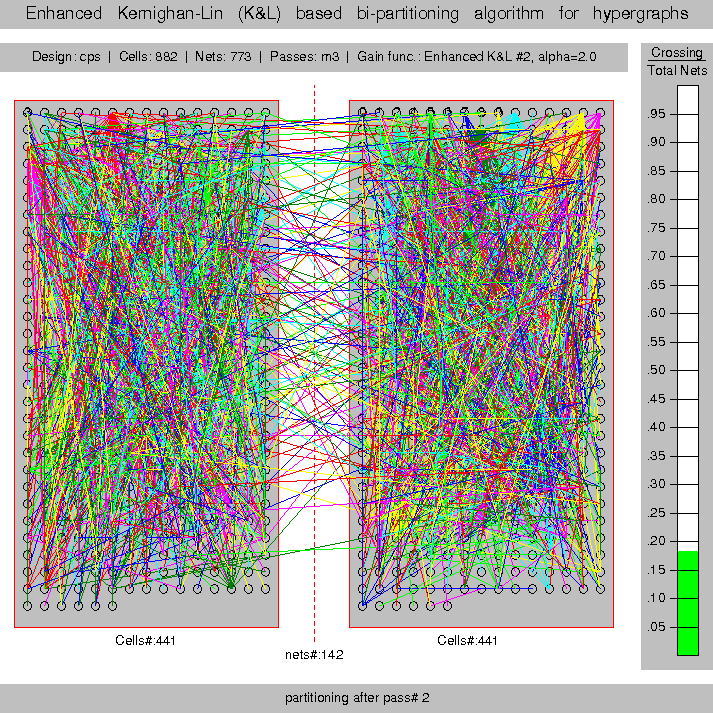 Enhanced Kernighan-Lin (K&L) based bi-partitioning algorithm for hypergraphs
Design: cps | Cells: 882 | Nets: 773 | Passes: m3 | Gain func.: Enhanced K&L #2, alpha=2.0
Crossing
Total Nets
.95
.90
.85
.80
.75
.70
.65
.60
.55
.50
.45
.40
.35
.30
.25
.20
.15
.10
.05
Cells#:441
Cells#:441
nets#:142
partitioning after pass# 2